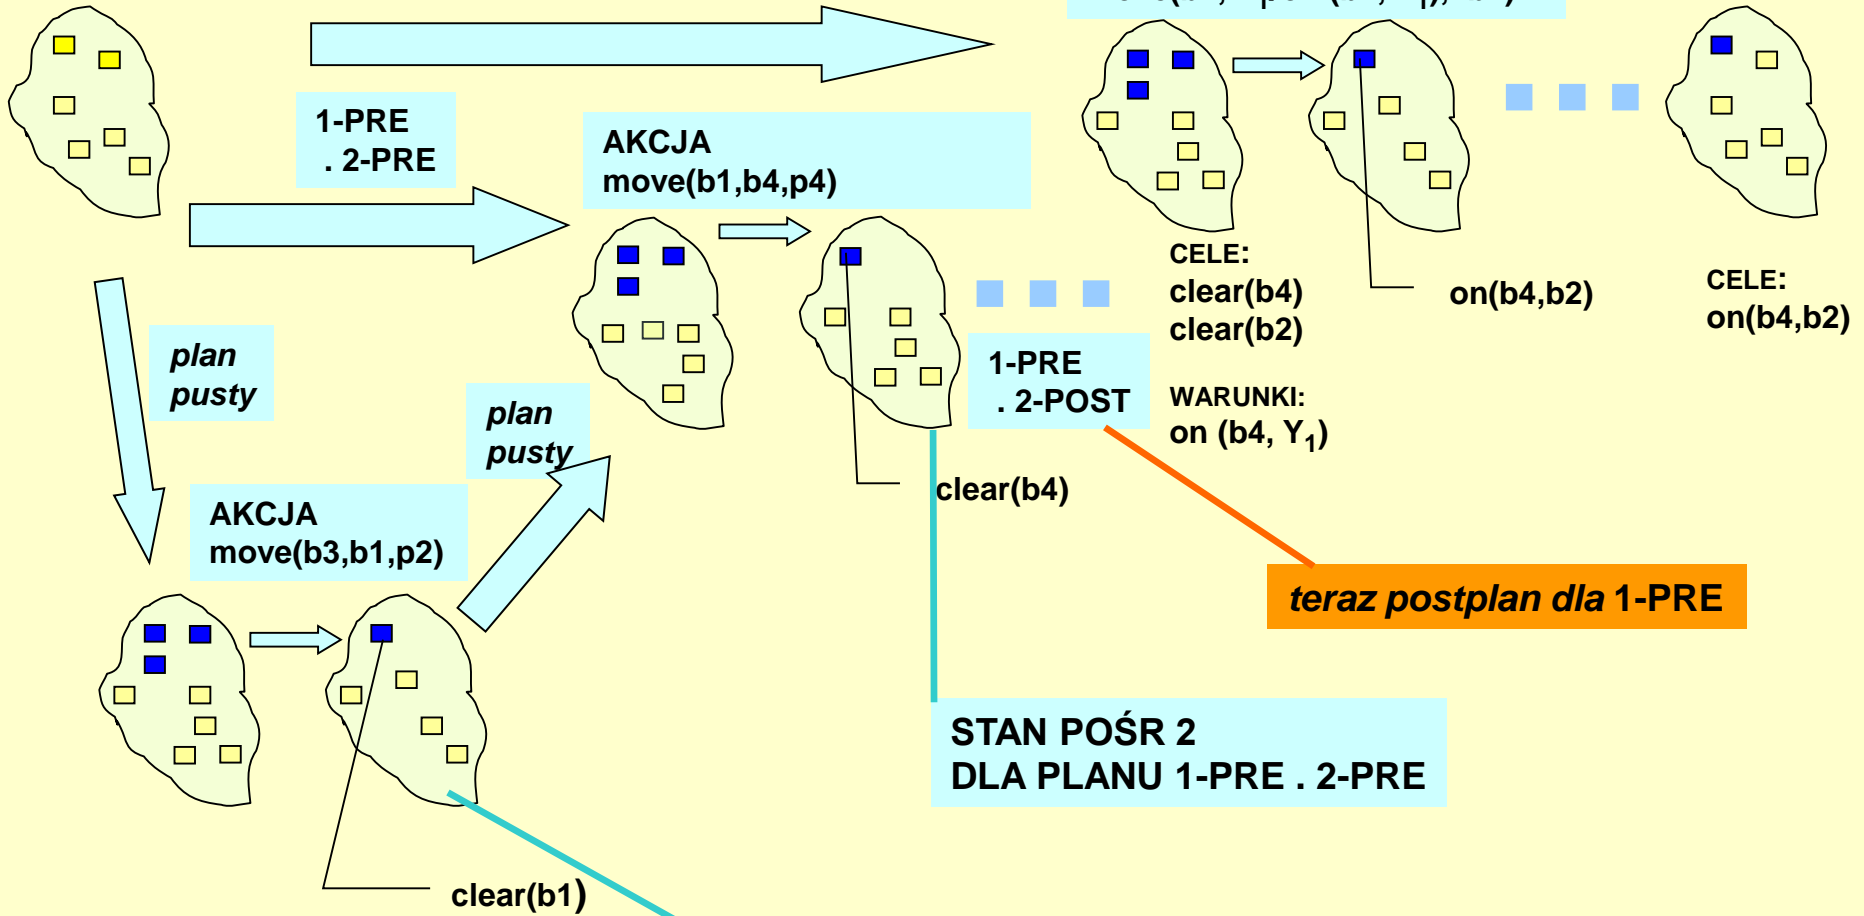 1-PRE
. 2-PRE
AKCJA
move(b1,b4,p4)
CELE:
clear(b4)
clear(b2)
WARUNKI:
on (b4, Y1)
on(b4,b2)
CELE:
on(b4,b2)
plan
pusty
plan
pusty
1-PRE
. 2-POST
clear(b4)
AKCJA
move(b3,b1,p2)
teraz postplan dla 1-PRE
STAN POŚR 2
DLA PLANU 1-PRE . 2-PRE
clear(b1)